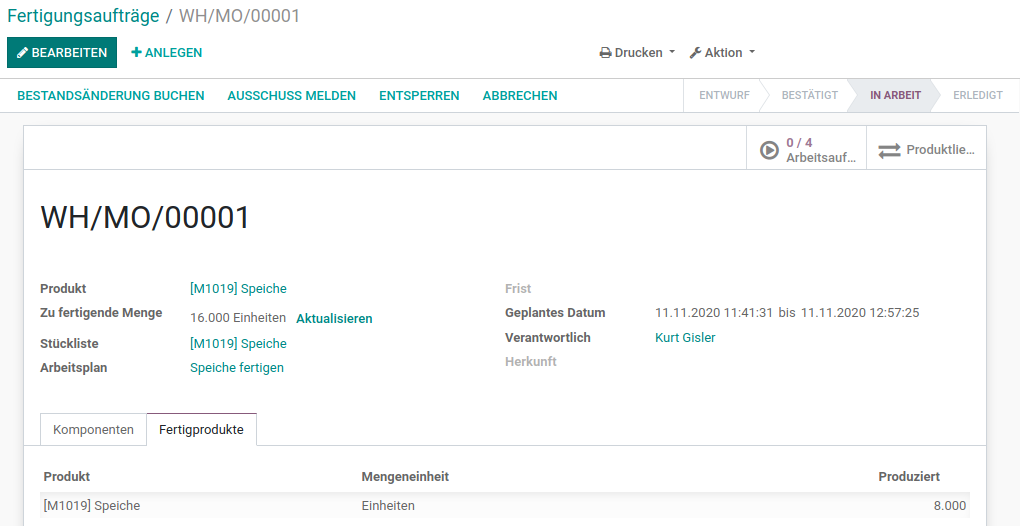 Fertigungsaufträge / WH/MO/00001
BEARBEITEN ANLEGEN Drucken Aktion
BESTANDSÄNDERUNG BUCHEN AUSSCHUSS MELDEN ENTSPERREN ABBRECHEN ENTWURF BESTÄTIGT IN ARBEIT ERLEDIGT
0 / 4
Arbeitsauf... Produktlie...
WH/MO/00001
Produkt [M1019] Speiche Frist
Zu fertigende Menge 16.000 Einheiten Aktualisieren Geplantes Datum 11.11.2020 11:41:31 bis 11.11.2020 12:57:25
Stückliste [M1019] Speiche Verantwortlich Kurt Gisler
Arbeitsplan Speiche fertigen Herkunft
Komponenten Fertigprodukte
Produkt Mengeneinheit Produziert
[M1019] Speiche Einheiten 8.000